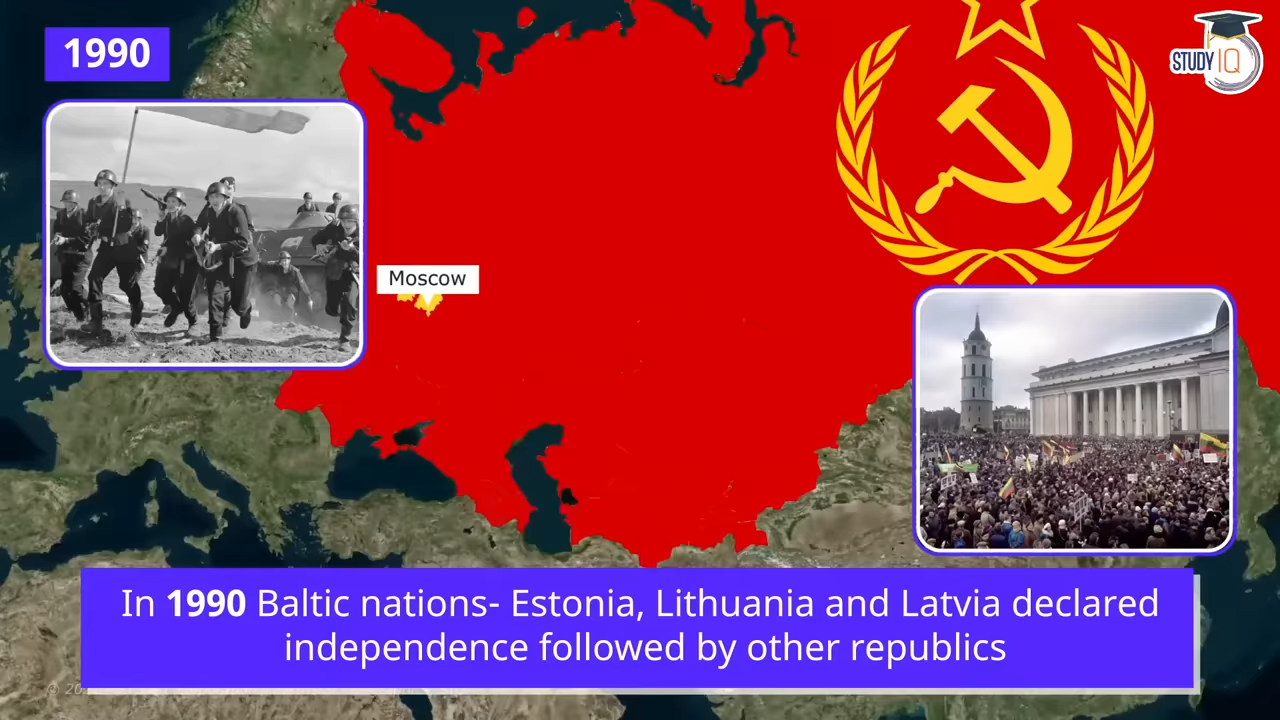 1990
STUDY IQ
Moscow
In 1990 Baltic nations- Estonia, Lithuania and Latvia declared
independence followed by other republics